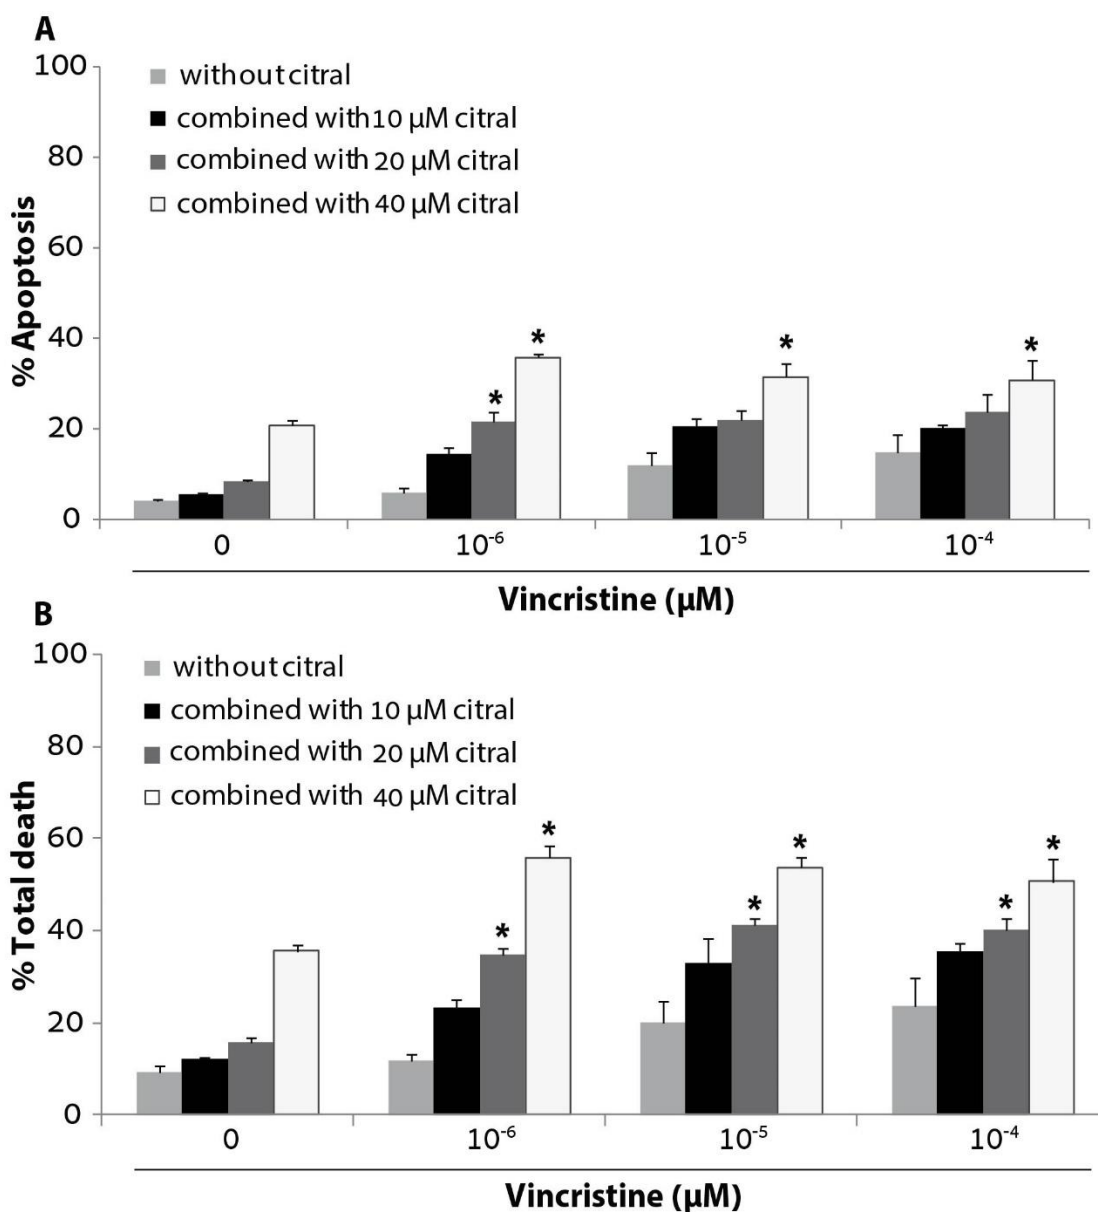 A
100
80
60
40
20
0
% Apoptosis
without citral
combined with 10 µM citral
combined with 20 µM citral
combined with 40 µM citral
*
*
*
*
0 10⁻⁶ 10⁻⁵ 10⁻⁴
Vincristine (µM)
B
100
80
60
40
20
0
% Total death
without citral
combined with 10 µM citral
combined with 20 µM citral
combined with 40 µM citral
*
*
*
*
*
*
0 10⁻⁶ 10⁻⁵ 10⁻⁴
Vincristine (µM)